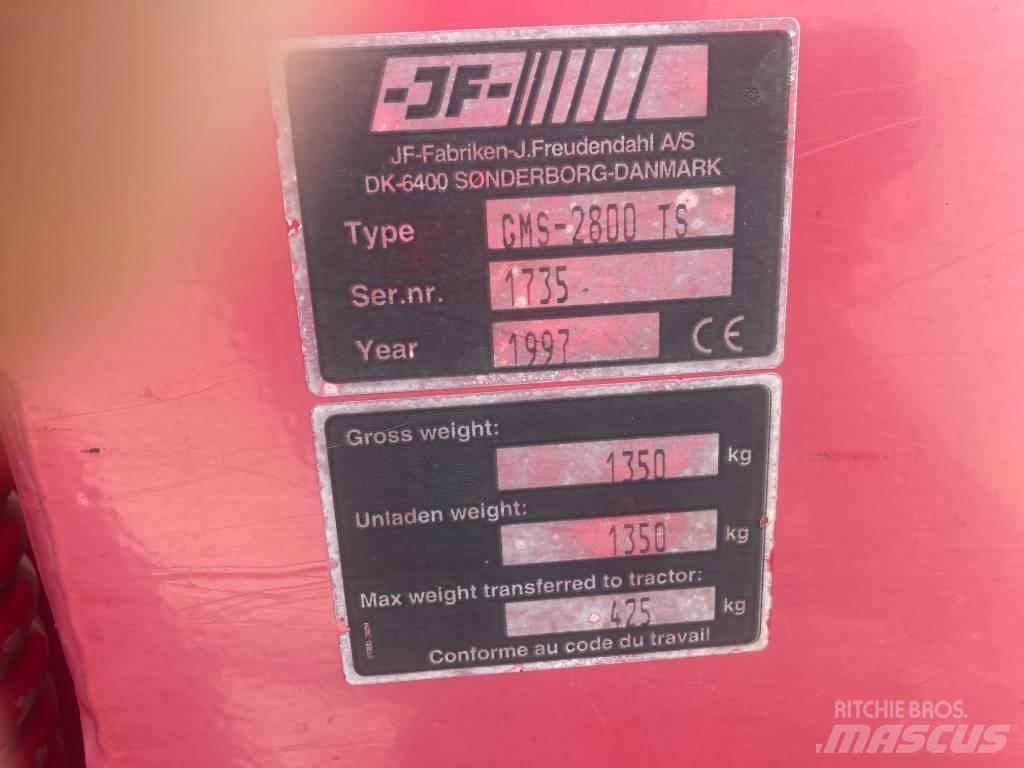 -JF-
JF-Fabriken-J.Freudendahl A/S
DK-6400 SØNDERBORG-DANMARK
Type GMS-2800 TS
Ser.nr. 1735
Year 1997 CE
Gross weight: 1350 kg
Unladen weight: 1350 kg
Max weight transferred to tractor: 425 kg
Conforme au code du travail
RITCHIE BROS.
MASCUS